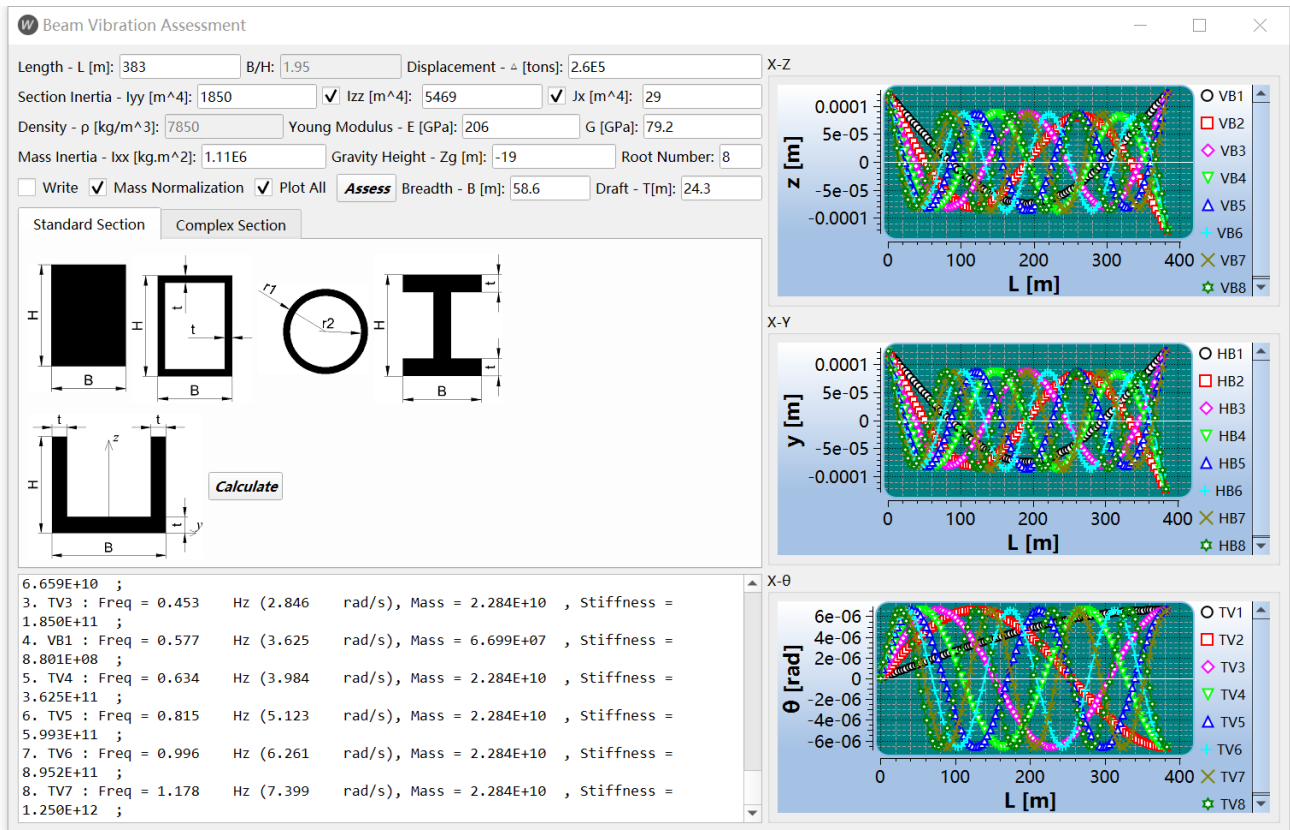 Beam Vibration Assessment
Length - L [m]: 383 B/H: 1.95 Displacement - △ [tons]: 2.6E5
Section Inertia - Iyy [m^4]: 1850 Izz [m^4]: 5469 Jx [m^4]: 29
Density - ρ [kg/m^3]: 7850 Young Modulus - E [GPa]: 206 G [GPa]: 79.2
Mass Inertia - Ixx [kg.m^2]: 1.11E6 Gravity Height - Zg [m]: -19 Root Number: 8
Write Mass Normalization Plot All Assess Breadth - B [m]: 58.6 Draft - T[m]: 24.3
Standard Section Complex Section
H
B
H
t
t
B
r1
r2
H
t
t
B
t
t
z
H
t
y
B
Calculate
6.659E+10 ;
3. TV3 : Freq = 0.453 Hz (2.846 rad/s), Mass = 2.284E+10 , Stiffness =
1.850E+11 ;
4. VB1 : Freq = 0.577 Hz (3.625 rad/s), Mass = 6.699E+07 , Stiffness =
8.801E+08 ;
5. TV4 : Freq = 0.634 Hz (3.984 rad/s), Mass = 2.284E+10 , Stiffness =
3.625E+11 ;
6. TV5 : Freq = 0.815 Hz (5.123 rad/s), Mass = 2.284E+10 , Stiffness =
5.993E+11 ;
7. TV6 : Freq = 0.996 Hz (6.261 rad/s), Mass = 2.284E+10 , Stiffness =
8.952E+11 ;
8. TV7 : Freq = 1.178 Hz (7.399 rad/s), Mass = 2.284E+10 , Stiffness =
1.250E+12 ;
X-Z
z [m]
0.0001
5e-05
0
-5e-05
-0.0001
0 100 200 300 400
L [m]
VB1
VB2
VB3
VB4
VB5
VB6
VB7
VB8
X-Y
y [m]
0.0001
5e-05
0
-5e-05
-0.0001
0 100 200 300 400
L [m]
HB1
HB2
HB3
HB4
HB5
HB6
HB7
HB8
X-θ
θ [rad]
6e-06
4e-06
2e-06
0
-2e-06
-4e-06
-6e-06
0 100 200 300 400
L [m]
TV1
TV2
TV3
TV4
TV5
TV6
TV7
TV8